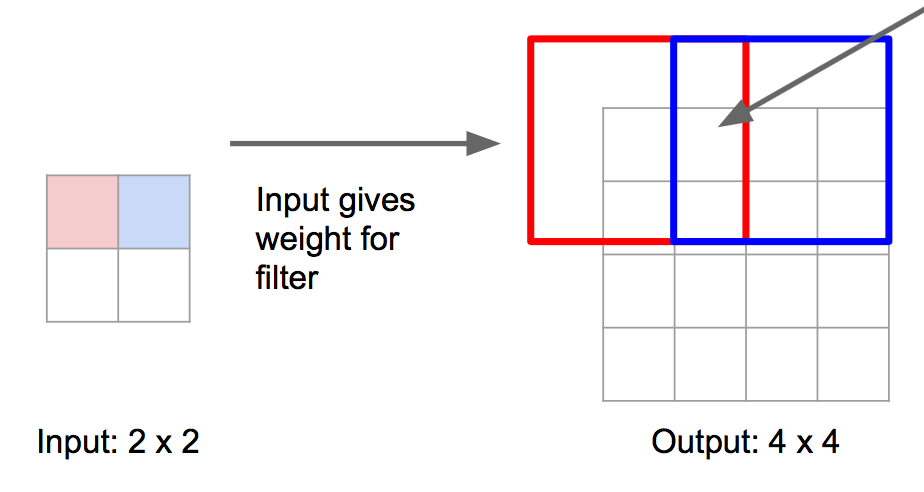 Input gives
weight for
filter
Input: 2 x 2
Output: 4 x 4